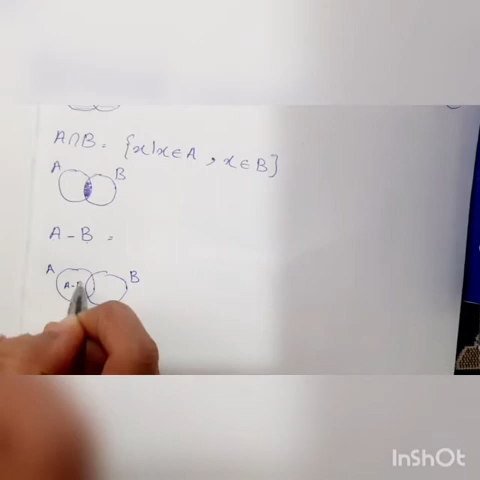 A∩B = {x|x∈A , x∈B}
A B
A - B =
A B
A-
InShOt